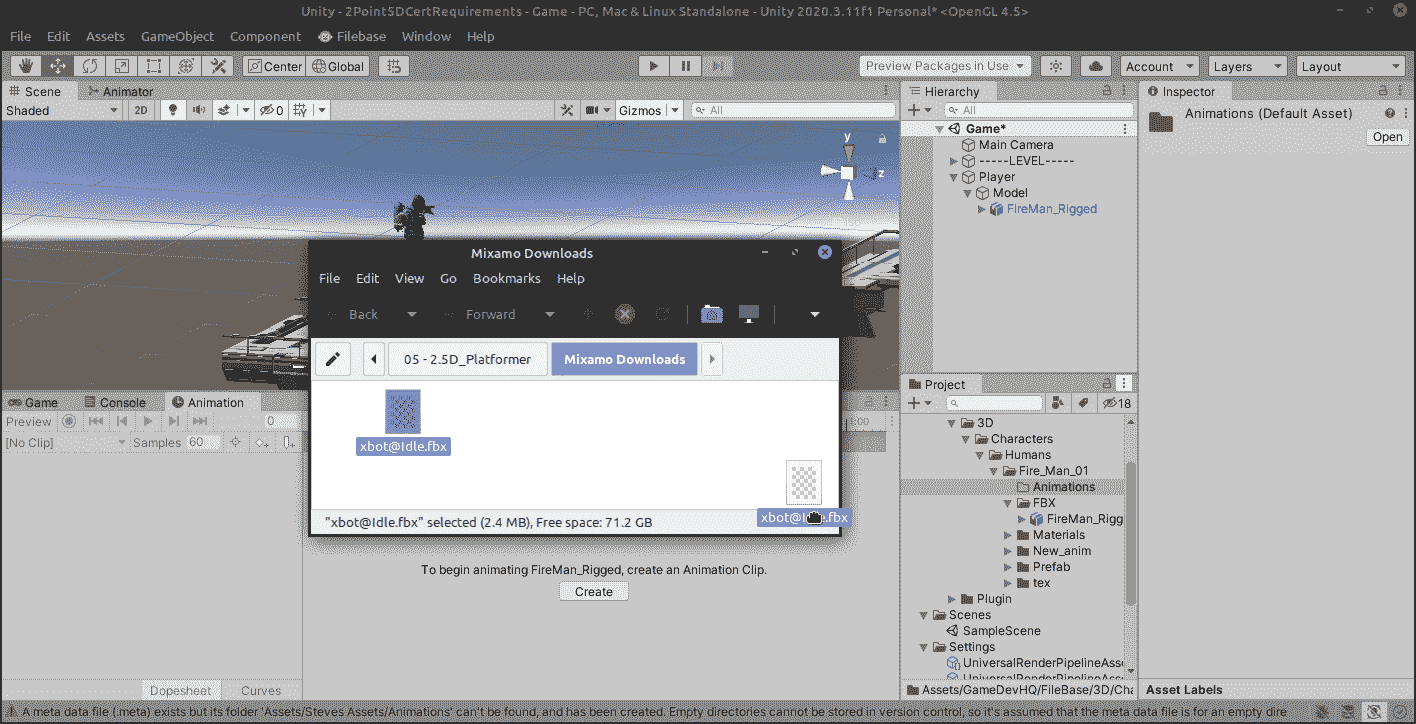 Unity - 2Point5DCertRequirements - Game - PC, Mac & Linux Standalone - Unity 2020.3.11f1 Personal* <OpenGL 4.5>
File Edit Assets GameObject Component Filebase Window Help
Center Global Preview Packages in Use Account Layers Layout
Scene Animator
Shaded 2D 0 Gizmos All
y
z
Hierarchy
All
Game*
Main Camera
-----LEVEL-----
Player
Model
FireMan_Rigged
Inspector
Animations (Default Asset)
Open
Mixamo Downloads
File Edit View Go Bookmarks Help
Back Forward
05 - 2.5D_Platformer Mixamo Downloads
xbot@Idle.fbx
"xbot@Idle.fbx" selected (2.4 MB), Free space: 71.2 GB
Game Console Animation
Preview 0 1:00
[No Clip] Samples 60
To begin animating FireMan_Rigged, create an Animation Clip.
Create
Dopesheet Curves
Project
18
3D
Characters
Humans
Fire_Man_01
Animations
FBX
FireMan_Rigg
Materials
New_anim
Prefab
tex
Plugin
Scenes
SampleScene
Settings
UniversalRenderPipelineAsse
Assets/GameDevHQ/FileBase/3D/Cha
Asset Labels
A meta data file (.meta) exists but its folder 'Assets/Steves Assets/Animations' can't be found, and has been created. Empty directories cannot be stored in version control, so it's assumed that the meta data file is for an empty dire